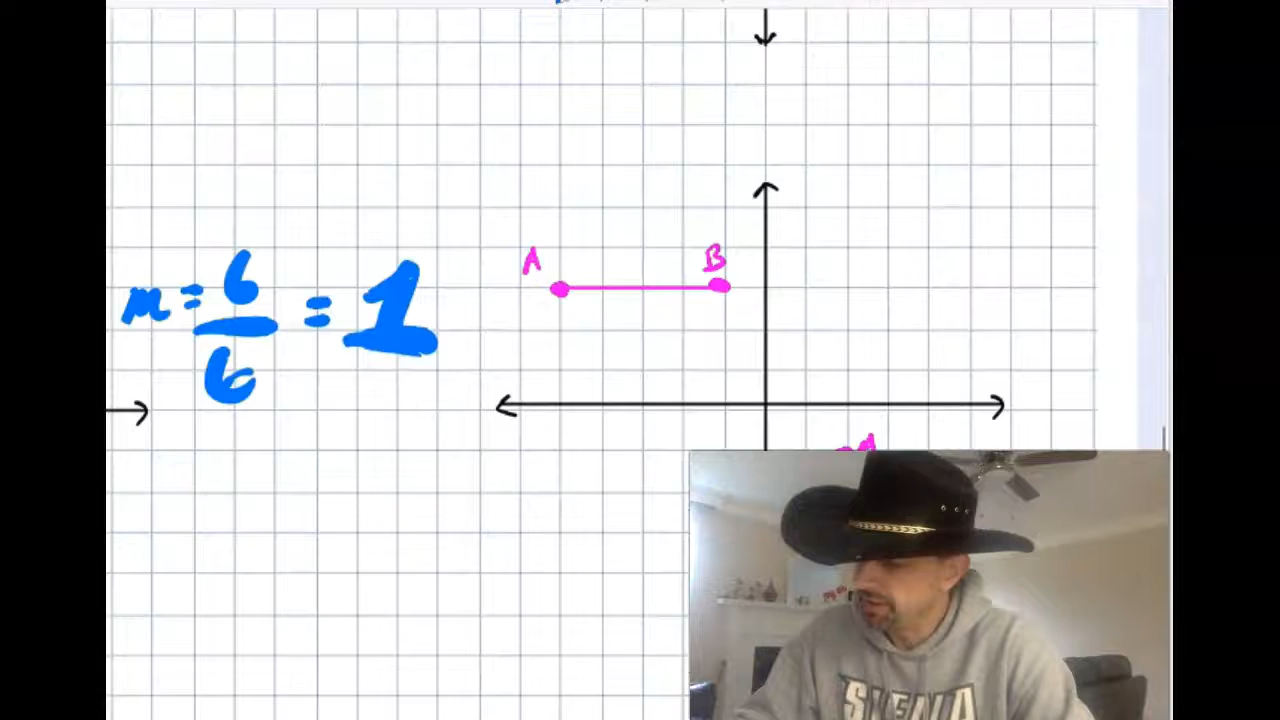 A B
m = 6/6 = 1